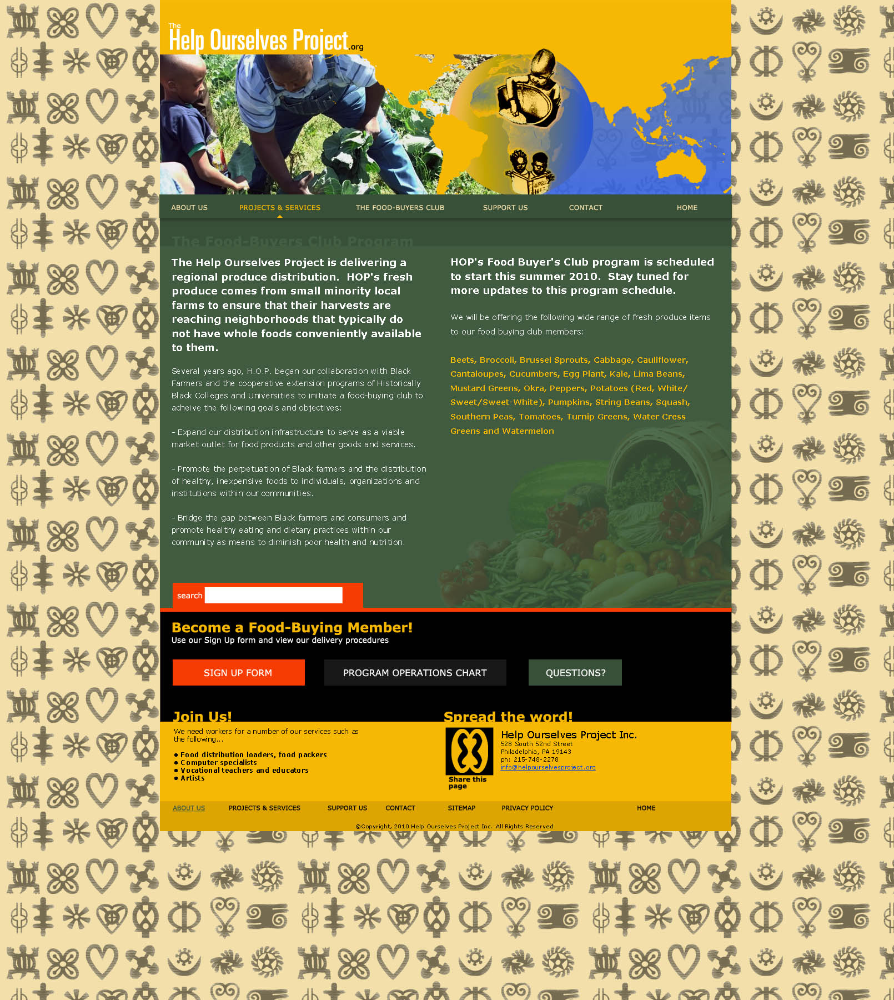 The
Help Ourselves Project.org
ABOUT US
PROJECTS & SERVICES
THE FOOD-BUYERS CLUB
SUPPORT US
CONTACT
HOME
The Food-Buyers Club Program
The Help Ourselves Project is delivering a
regional produce distribution.  HOP's fresh
produce comes from small minority local
farms to ensure that their harvests are
reaching neighborhoods that typically do
not have whole foods conveniently available
to them.
Several years ago, H.O.P. began our collaboration with Black
Farmers and the cooperative extension programs of Historically
Black Colleges and Universities to initiate a food-buying club to
acheive the following goals and objectives:
- Expand our distribution infrastructure to serve as a viable
market outlet for food products and other goods and services.
- Promote the perpetuation of Black farmers and the distribution
of healthy, inexpensive foods to individuals, organizations and
institutions within our communities.
- Bridge the gap between Black farmers and consumers and
promote healthy eating and dietary practices within our
community as means to diminish poor health and nutrition.
HOP's Food Buyer's Club program is scheduled
to start this summer 2010.  Stay tuned for
more updates to this program schedule.
We will be offering the following wide range of fresh produce items
to our food buying club members:
Beets, Broccoli, Brussel Sprouts, Cabbage, Cauliflower,
Cantaloupes, Cucumbers, Egg Plant, Kale, Lima Beans,
Mustard Greens, Okra, Peppers, Potatoes (Red, White/
Sweet/Sweet-White), Pumpkins, String Beans, Squash,
Southern Peas, Tomatoes, Turnip Greens, Water Cress
Greens and Watermelon
search
Become a Food-Buying Member!
Use our Sign Up form and view our delivery procedures
SIGN UP FORM
PROGRAM OPERATIONS CHART
QUESTIONS?
Join Us!
We need workers for a number of our services such as
the following...
● Food distribution loaders, food packers
● Computer specialists
● Vocational teachers and educators
● Artists
Spread the word!
Share this
page
Help Ourselves Project Inc.
528 South 52nd Street
Philadelphia, PA 19143
ph: 215-748-2278
info@helpourselvesproject.org
ABOUT US
PROJECTS & SERVICES
SUPPORT US
CONTACT
SITEMAP
PRIVACY POLICY
HOME
©Copyright, 2010 Help Ourselves Project Inc.  All Rights Reserved